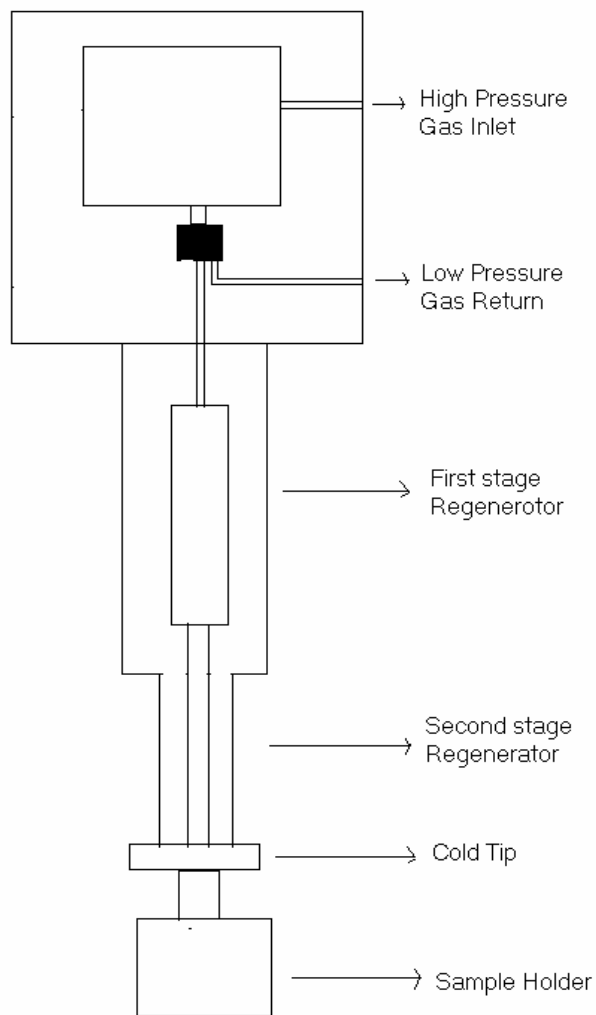 High Pressure
Gas Inlet
Low Pressure
Gas Return
First stage
Regenerotor
Second stage
Regenerator
Cold Tip
Sample Holder